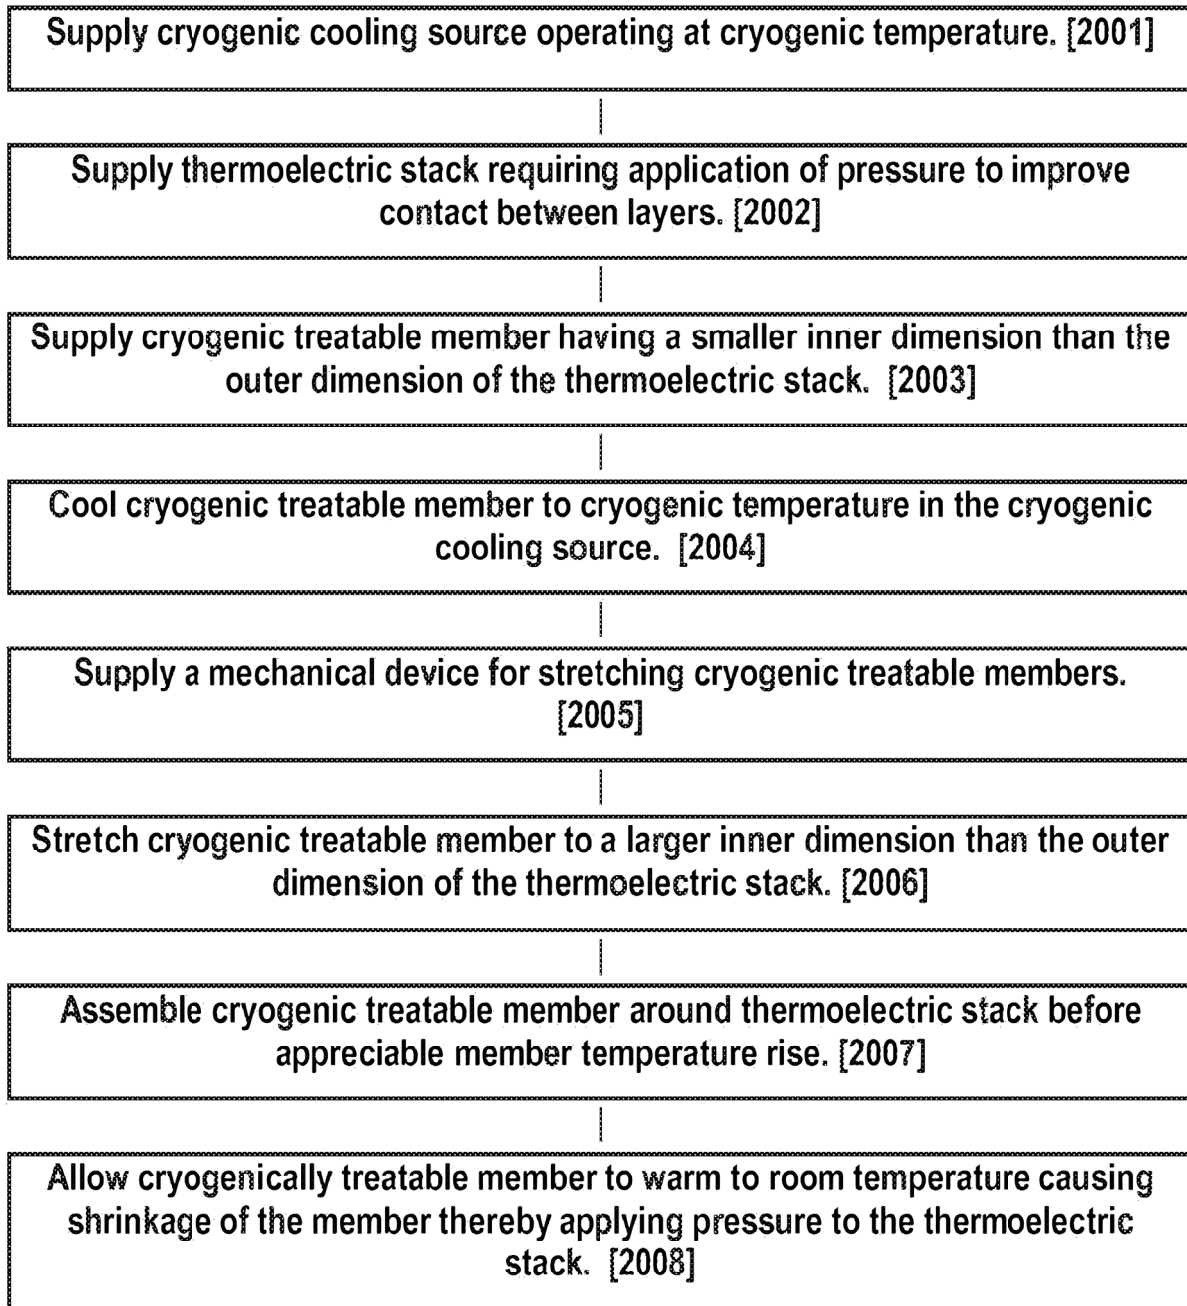 Supply cryogenic cooling source operating at cryogenic temperature. [2001]
Supply thermoelectric stack requiring application of pressure to improve
contact between layers. [2002]
Supply cryogenic treatable member having a smaller inner dimension than the
outer dimension of the thermoelectric stack. [2003]
Cool cryogenic treatable member to cryogenic temperature in the cryogenic
cooling source. [2004]
Supply a mechanical device for stretching cryogenic treatable members.
[2005]
Stretch cryogenic treatable member to a larger inner dimension than the outer
dimension of the thermoelectric stack. [2006]
Assemble cryogenic treatable member around thermoelectric stack before
appreciable member temperature rise. [2007]
Allow cryogenically treatable member to warm to room temperature causing
shrinkage of the member thereby applying pressure to the thermoelectric
stack. [2008]